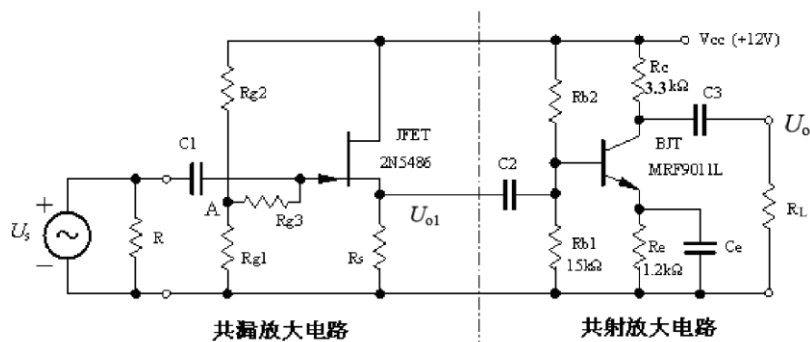 Vcc (+12V)
Rg2
Rb2
Rc
3.3kΩ
C3
Uo
C1
JFET
2N5486
BJT
MRF9011L
C2
Us
R
A
Rg3
Uo1
RL
Rg1
Rs
Rb1
15kΩ
Re
1.2kΩ
Ce
共漏放大电路
共射放大电路